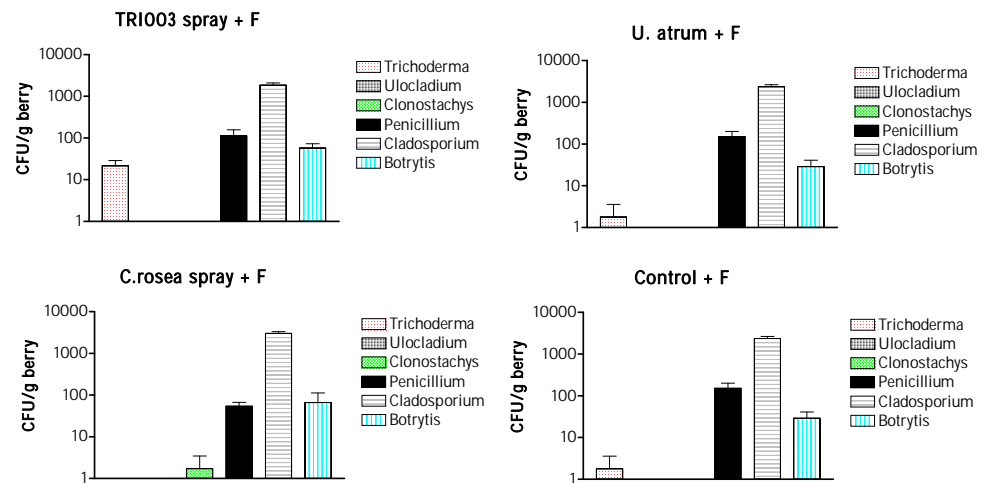 TRI003 spray + F
CFU/g berry
10000
1000
100
10
1
Trichoderma
Ulocladium
Clonostachys
Penicillium
Cladosporium
Botrytis
U. atrum + F
CFU/g berry
10000
1000
100
10
1
Trichoderma
Ulocladium
Clonostachys
Penicillium
Cladosporium
Botrytis
C.rosea spray + F
CFU/g berry
10000
1000
100
10
1
Trichoderma
Ulocladium
Clonostachys
Penicillium
Cladosporium
Botrytis
Control + F
CFU/g berry
10000
1000
100
10
1
Trichoderma
Ulocladium
Clonostachys
Penicillium
Cladosporium
Botrytis